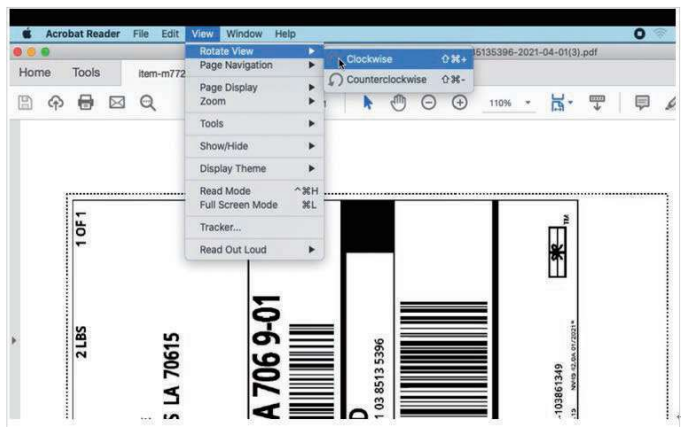 Acrobat Reader File Edit View Window Help
5135396-2021-04-01(3).pdf
Rotate View
Page Navigation
Page Display
Zoom
Tools
Show/Hide
Display Theme
Read Mode ^⌘H
Full Screen Mode ⌘L
Tracker...
Read Out Loud
Clockwise ⇧⌘+
Counterclockwise ⇧⌘-
Home Tools item-m772
110%
1 OF 1
2 LBS
S LA 70615
A 706 9-01
D
1 03 8513 5396
TM
-103861349